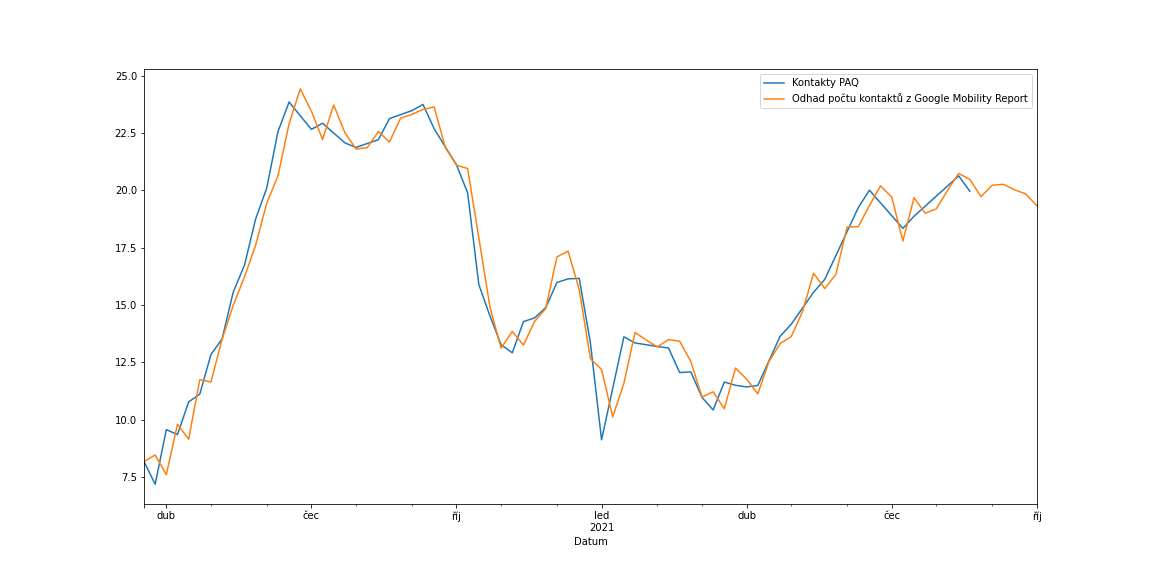 Kontakty PAQ
Odhad počtu kontaktů z Google Mobility Report
25.0
22.5
20.0
17.5
15.0
12.5
10.0
7.5
dub
čec
říj
led
2021
dub
čec
říj
Datum